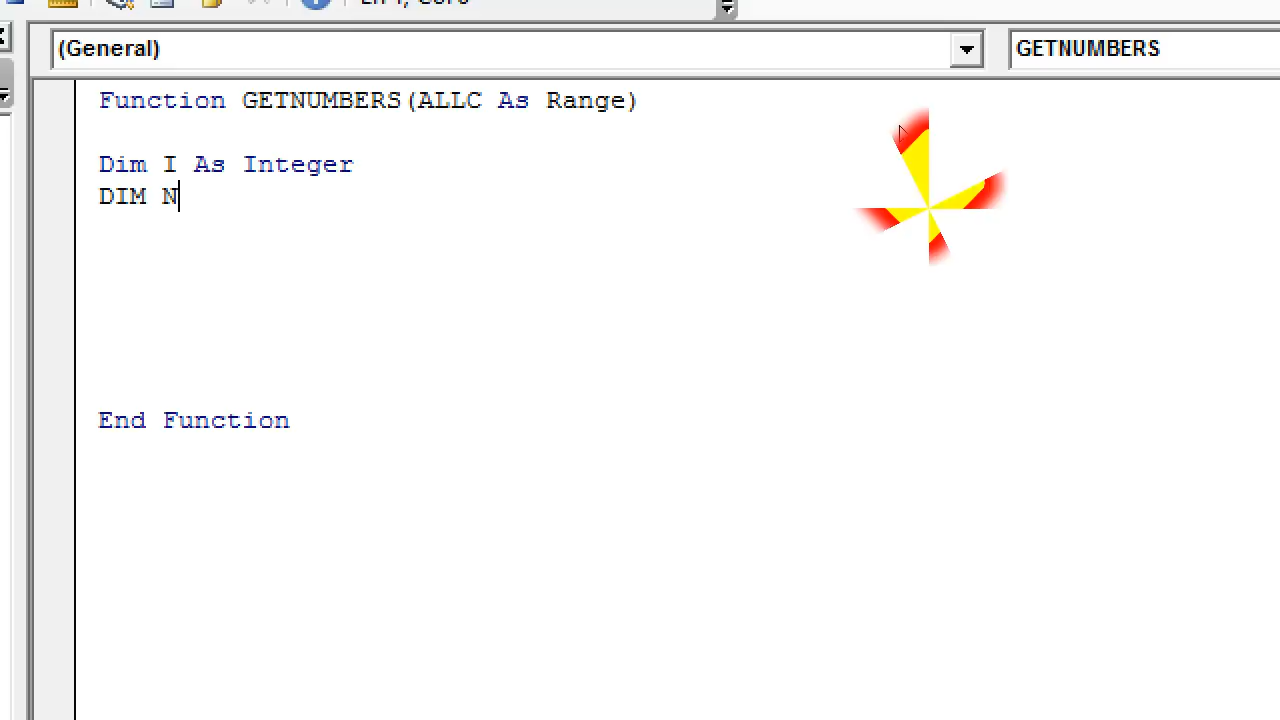 (General)
GETNUMBERS
Function GETNUMBERS(ALLC As Range)
Dim I As Integer
DIM N
End Function